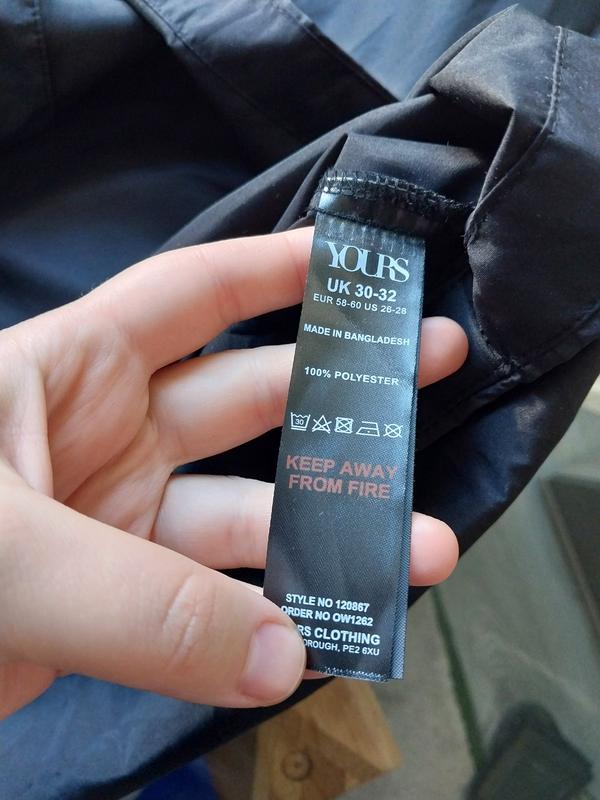 YOURS
UK 30-32
EUR 58-60 US 26-28
MADE IN BANGLADESH
100% POLYESTER
30
KEEP AWAY
FROM FIRE
STYLE NO 120867
ORDER NO OW1262
CLOTHING
PE2 6XU